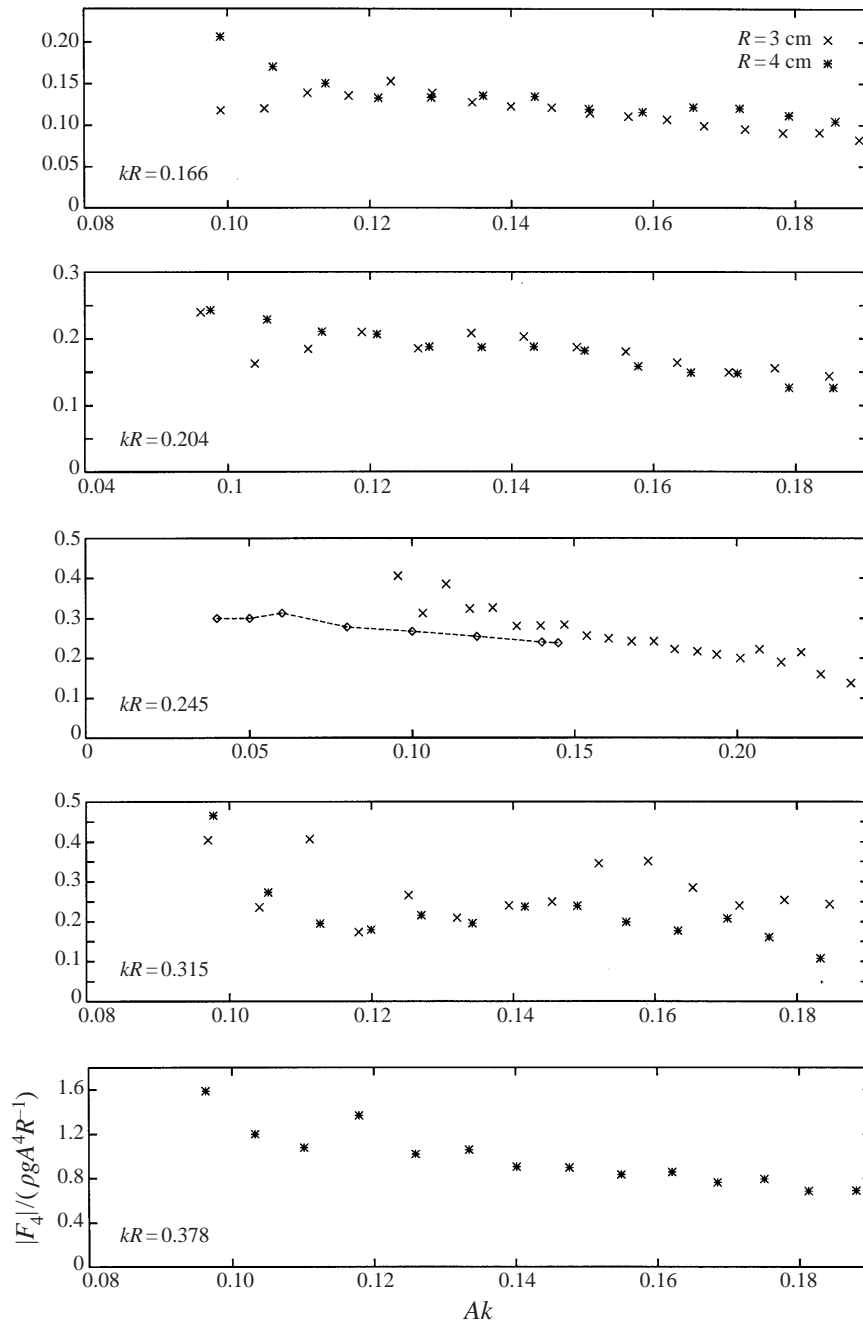 0.20
0.15
0.10
0.05
0
R = 3 cm ×
R = 4 cm *
kR = 0.166
0.08 0.10 0.12 0.14 0.16 0.18
0.3
0.2
0.1
0
kR = 0.204
0.04 0.1 0.12 0.14 0.16 0.18
0.5
0.4
0.3
0.2
0.1
0
kR = 0.245
0 0.05 0.10 0.15 0.20
0.5
0.4
0.3
0.2
0.1
0
kR = 0.315
0.08 0.10 0.12 0.14 0.16 0.18
1.6
1.2
0.8
0.4
0
|F₄|/(ρgA⁴R⁻¹)
kR = 0.378
0.08 0.10 0.12 0.14 0.16 0.18
Ak